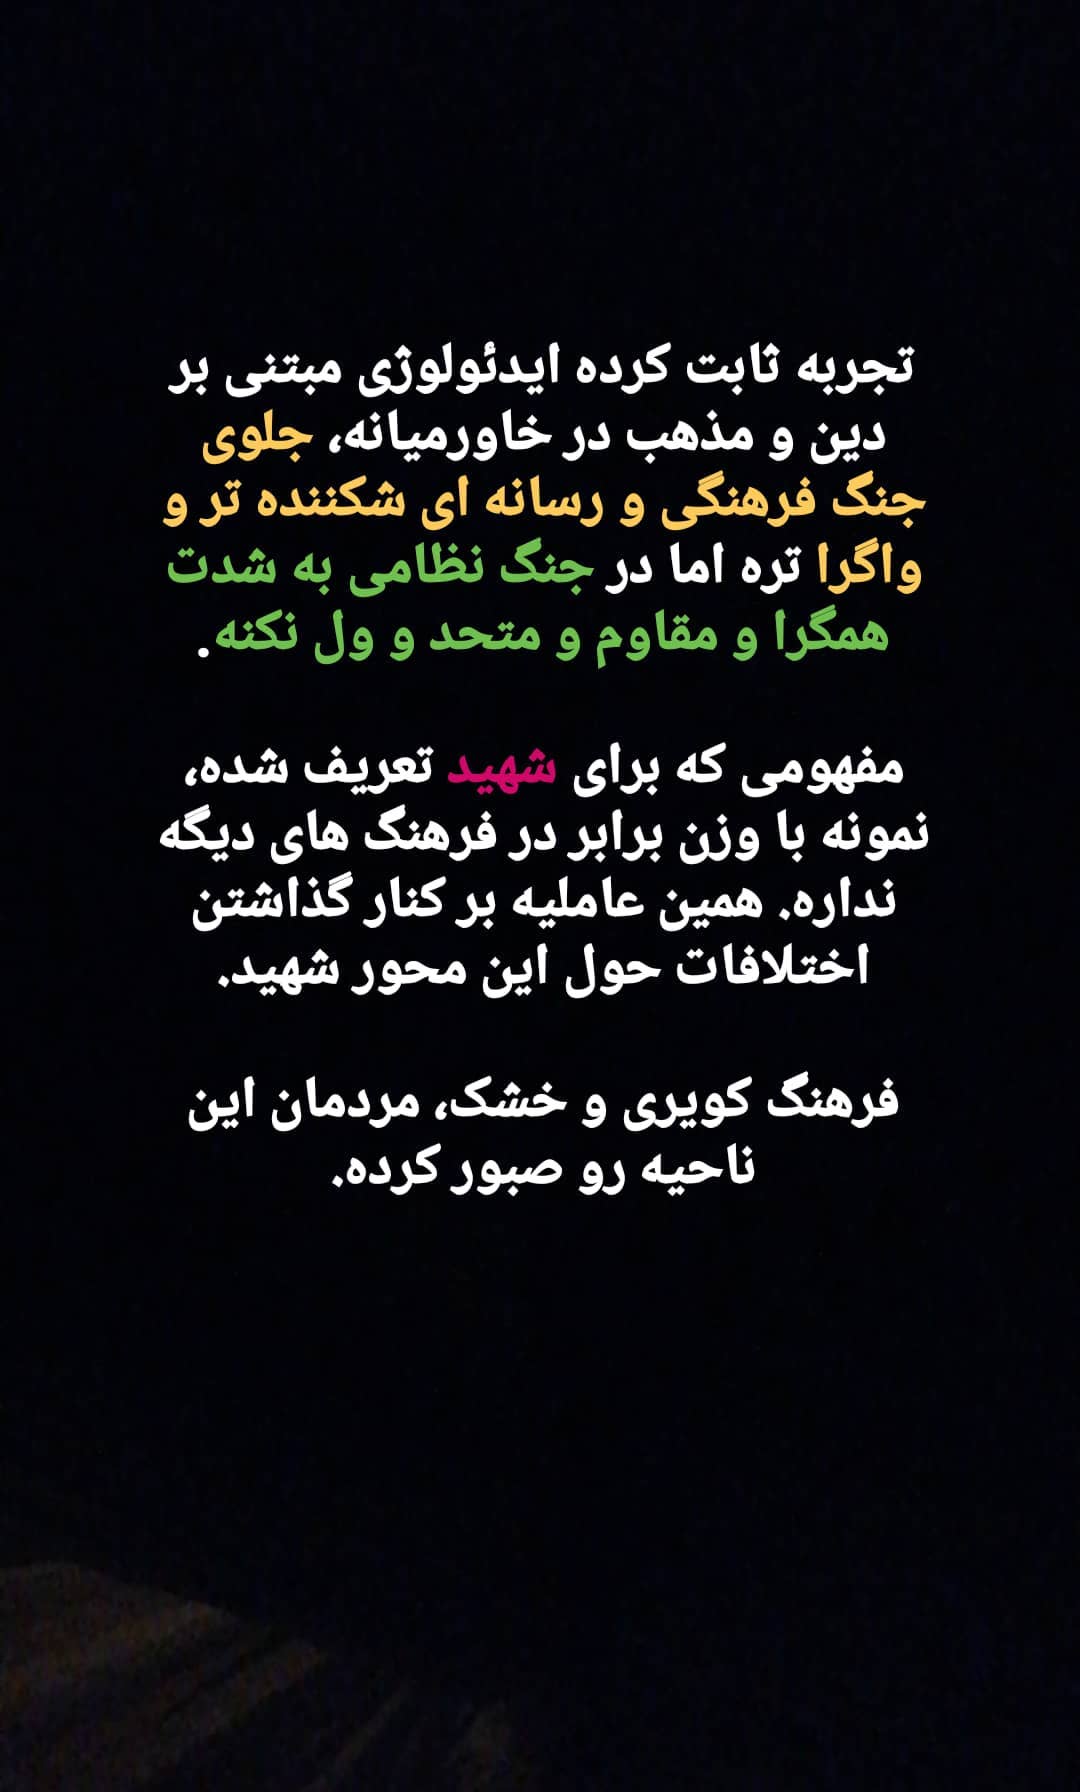 تجربه ثابت کرده ایدئولوژی مبتنی بر
دین و مذهب در خاورمیانه، جلوی
جنگ فرهنگی و رسانه ای شکننده تر و
واگرا تره اما در جنگ نظامی به شدت
همگرا و مقاوم و متحد و ول نکنه.
مفهومی که برای شهید تعریف شده،
نمونه با وزن برابر در فرهنگ های دیگه
نداره. همین عاملیه بر کنار گذاشتن
اختلافات حول این محور شهید.
فرهنگ کویری و خشک، مردمان این
ناحیه رو صبور کرده.